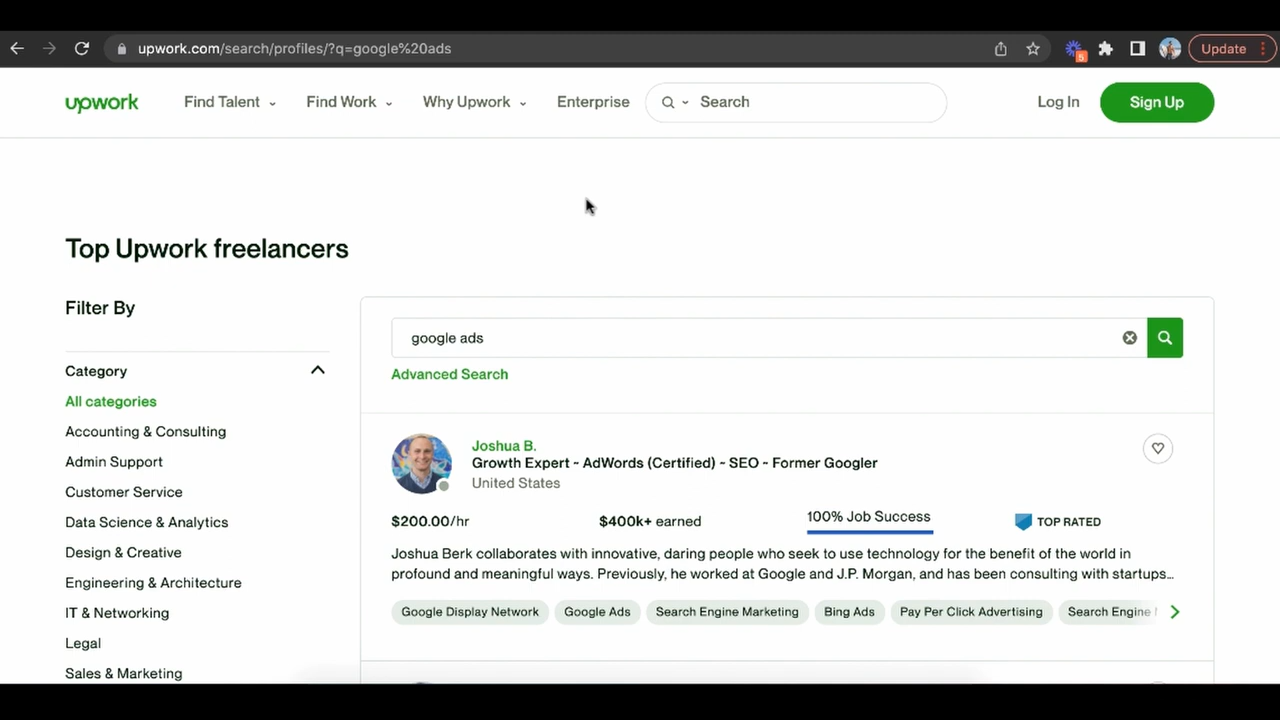 upwork.com/search/profiles/?q=google%20ads
5
Update
upwork
Find Talent
Find Work
Why Upwork
Enterprise
Search
Log In
Sign Up
Top Upwork freelancers
Filter By
Category
All categories
Accounting & Consulting
Admin Support
Customer Service
Data Science & Analytics
Design & Creative
Engineering & Architecture
IT & Networking
Legal
Sales & Marketing
google ads
Advanced Search
Joshua B.
Growth Expert ~ AdWords (Certified) ~ SEO ~ Former Googler
United States
$200.00/hr
$400k+ earned
100% Job Success
TOP RATED
Joshua Berk collaborates with innovative, daring people who seek to use technology for the benefit of the world in
profound and meaningful ways. Previously, he worked at Google and J.P. Morgan, and has been consulting with startups...
Google Display Network
Google Ads
Search Engine Marketing
Bing Ads
Pay Per Click Advertising
Search Engine